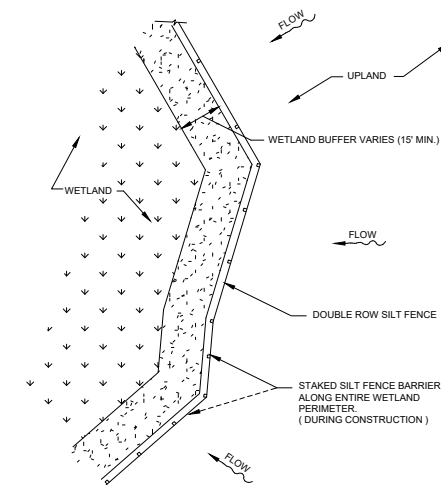 FLOW
UPLAND
WETLAND BUFFER VARIES (15' MIN.)
WETLAND
FLOW
DOUBLE ROW SILT FENCE
STAKED SILT FENCE BARRIER
ALONG ENTIRE WETLAND
PERIMETER.
( DURING CONSTRUCTION )
FLOW